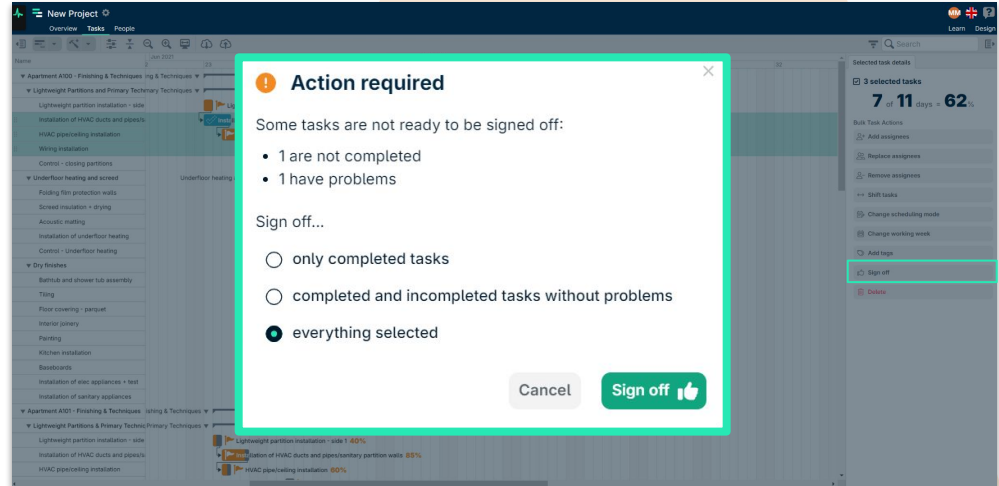 New Project
Overview Tasks People
MM
Learn Design
Search
Name
Jan 2021
Selected task details
3 selected tasks
7 of 11 days = 62%
Bulk Task Actions
Add assignees
Replace assignees
Remove assignees
Shift tasks
Change scheduling mode
Change working week
Add tags
Sign off
Delete
Apartment A100 - Finishing & Techniques
Lightweight Partitions and Primary Techn
Lightweight partition installation - side
Installation of HVAC ducts and pipes/s
HVAC pipe/ceiling installation
Wiring installation
Control - closing partitions
Underfloor heating and screed
Underfloor heating
Folding film protection walls
Screed insulation + drying
Acoustic matting
Installation of underfloor heating
Control - Underfloor heating
Dry finishes
Bathtub and shower tub assembly
Tiling
Floor covering - parquet
Interior joinery
Painting
Kitchen installation
Baseboards
Installation of elec appliances + test
Installation of sanitary appliances
Apartment A101 - Finishing & Techniques
Lightweight Partitions & Primary Technic
Lightweight partition installation - side
Lightweight partition installation - side 1 40%
Installation of HVAC ducts and pipes/s
Installation of HVAC ducts and pipes/sanitary partition walls 85%
HVAC pipe/ceiling installation
HVAC pipe/ceiling installation 80%
Action required
Some tasks are not ready to be signed off:
1 are not completed
1 have problems
Sign off...
only completed tasks
completed and incompleted tasks without problems
everything selected
Cancel Sign off